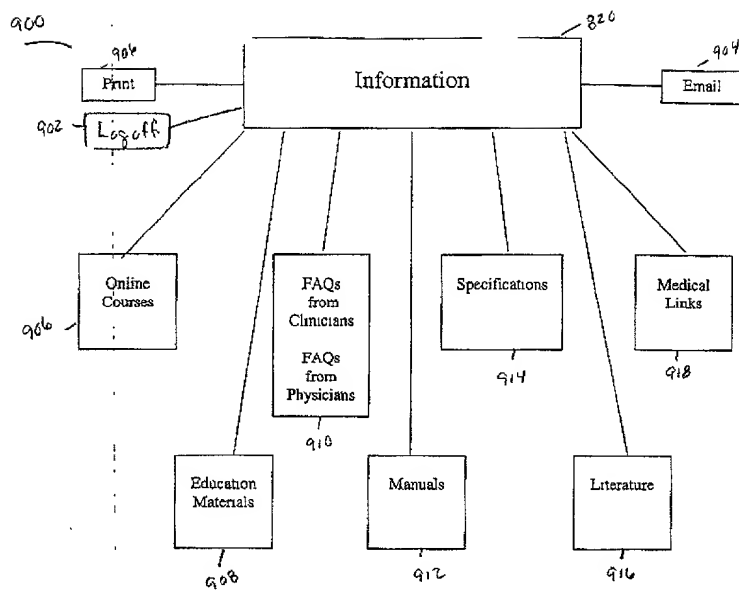 900
820
906
904
Print
Information
Email
902
Logoff
Online
Courses
906
FAQs
from
Clinicians
FAQs
from
Physicians
910
Specifications
914
Medical
Links
918
Education
Materials
908
Manuals
912
Literature
916